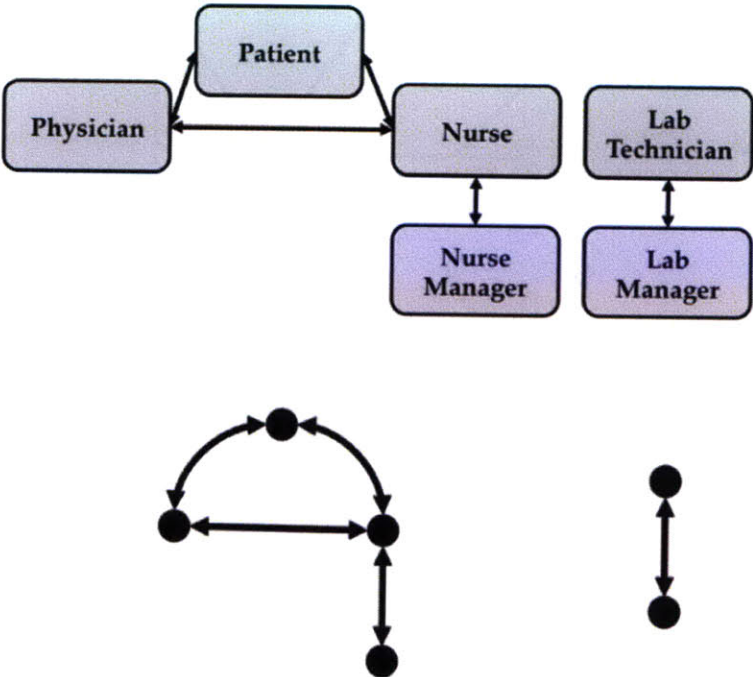 Patient
Physician
Nurse
Lab
Technician
Nurse
Manager
Lab
Manager